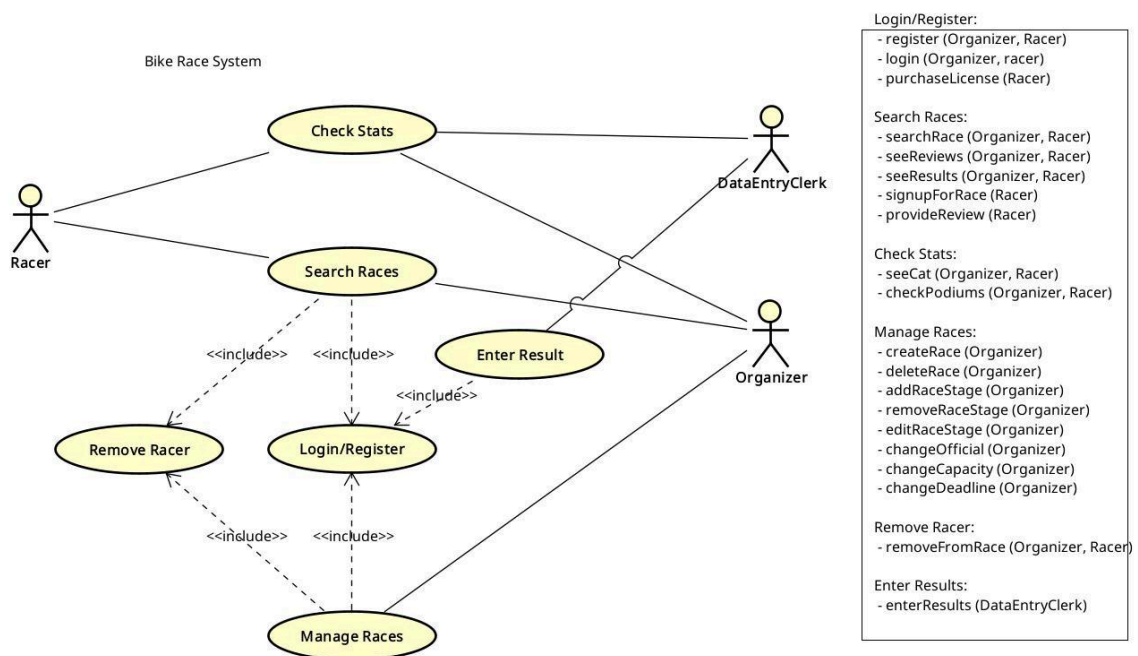 Bike Race System
Check Stats
DataEntryClerk
Racer
Search Races
Enter Result
Organizer
<<include>>
<<include>>
<<include>>
Remove Racer
Login/Register
<<include>>
<<include>>
Manage Races
Login/Register:
- register (Organizer, Racer)
- login (Organizer, racer)
- purchaseLicense (Racer)
Search Races:
- searchRace (Organizer, Racer)
- seeReviews (Organizer, Racer)
- seeResults (Organizer, Racer)
- signupForRace (Racer)
- provideReview (Racer)
Check Stats:
- seeCat (Organizer, Racer)
- checkPodiums (Organizer, Racer)
Manage Races:
- createRace (Organizer)
- deleteRace (Organizer)
- addRaceStage (Organizer)
- removeRaceStage (Organizer)
- editRaceStage (Organizer)
- changeOfficial (Organizer)
- changeCapacity (Organizer)
- changeDeadline (Organizer)
Remove Racer:
- removeFromRace (Organizer, Racer)
Enter Results:
- enterResults (DataEntryClerk)